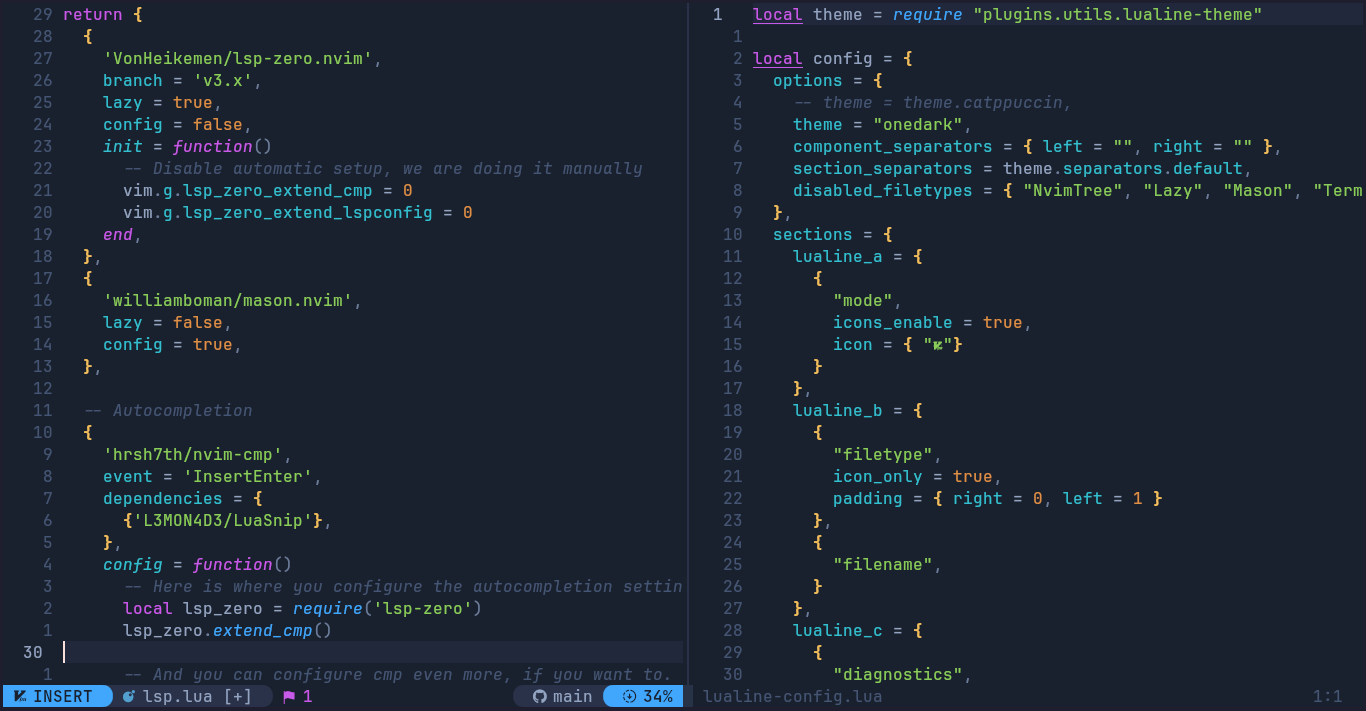 29 return {
28   {
27     'VonHeikemen/lsp-zero.nvim',
26     branch = 'v3.x',
25     lazy = true,
24     config = false,
23     init = function()
22       -- Disable automatic setup, we are doing it manually
21       vim.g.lsp_zero_extend_cmp = 0
20       vim.g.lsp_zero_extend_lspconfig = 0
19     end,
18   },
17   {
16     'williamboman/mason.nvim',
15     lazy = false,
14     config = true,
13   },
12
11   -- Autocompletion
10   {
9     'hrsh7th/nvim-cmp',
8     event = 'InsertEnter',
7     dependencies = {
6       {'L3MON4D3/LuaSnip'},
5     },
4     config = function()
3       -- Here is where you configure the autocompletion settin
2       local lsp_zero = require('lsp-zero')
1       lsp_zero.extend_cmp()
30
1       -- And you can configure cmp even more, if you want to.
INSERT lsp.lua [+] 1 main 34%
1 local theme = require "plugins.utils.lualine-theme"
1
2 local config = {
3   options = {
4     -- theme = theme.catppuccin,
5     theme = "onedark",
6     component_separators = { left = "", right = "" },
7     section_separators = theme.separators.default,
8     disabled_filetypes = { "NvimTree", "Lazy", "Mason", "Term
9   },
10   sections = {
11     lualine_a = {
12       {
13         "mode",
14         icons_enable = true,
15         icon = { ""}
16       }
17     },
18     lualine_b = {
19       {
20         "filetype",
21         icon_only = true,
22         padding = { right = 0, left = 1 }
23       },
24       {
25         "filename",
26       }
27     },
28     lualine_c = {
29       {
30         "diagnostics",
lualine-config.lua 1:1